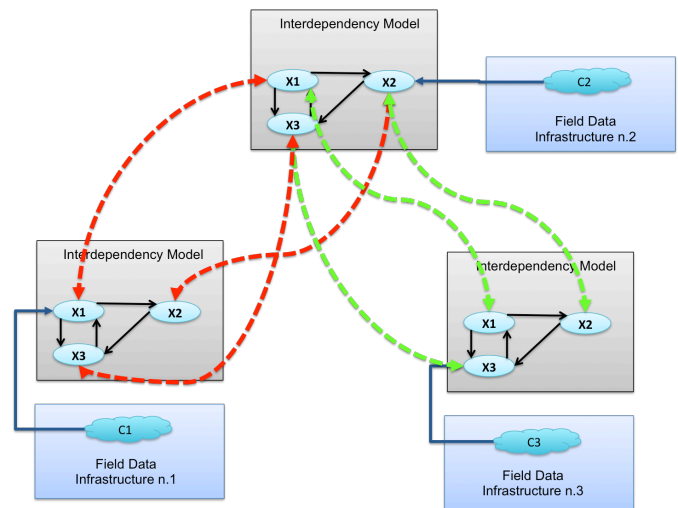 Interdependency Model
X1
X2
X3
C2
Field Data
Infrastructure n.2
Interdependency Model
X1
X2
X3
C1
Field Data
Infrastructure n.1
Interdependency Model
X1
X2
X3
C3
Field Data
Infrastructure n.3